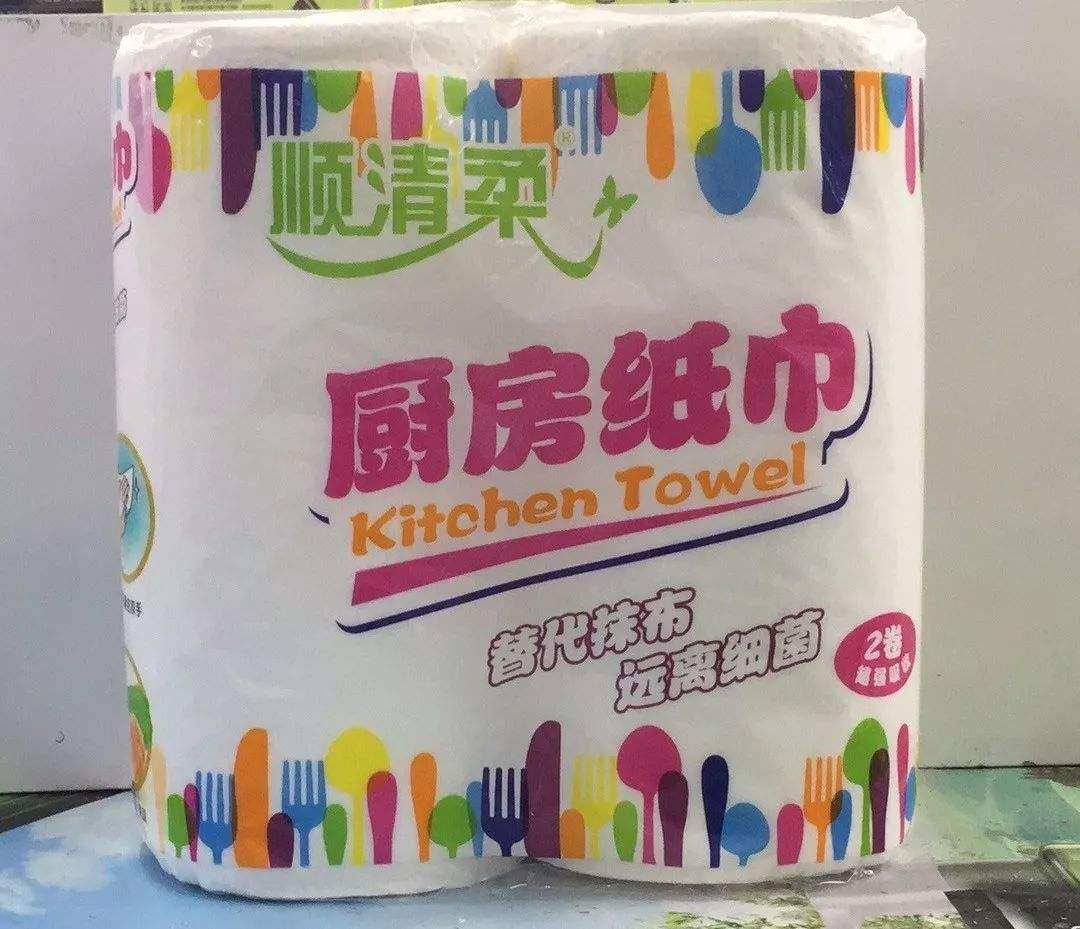 顺清柔®
厨房纸巾
Kitchen Towel
替代抹布
远离细菌
2卷
巾